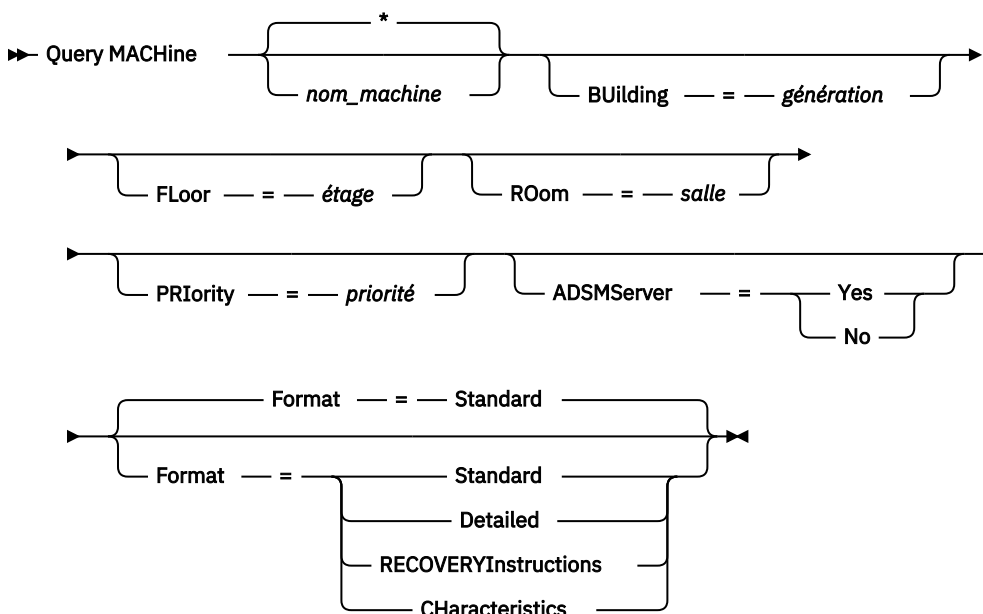 *
Query MACHine
nom_machine
BUilding = génération
FLoor = étage
ROom = salle
PRIority = priorité
ADSMServer = Yes
No
Format = Standard
Format = Standard
Detailed
RECOVERYInstructions
CHaracteristics